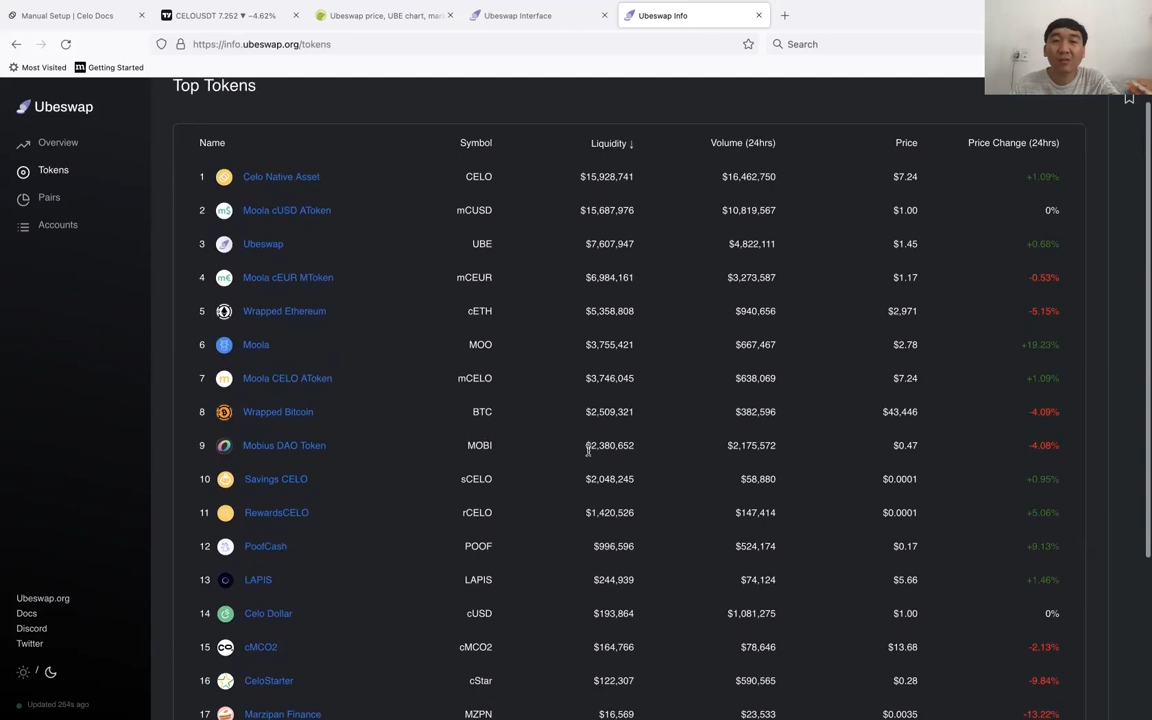 Manual Setup | Celo Docs
CELOUSDT 7.252 ▼ −4.62%
Ubeswap price, UBE chart, mar
Ubeswap Interface
Ubeswap Info
https://info.ubeswap.org/tokens
Search
Most Visited
Getting Started
Ubeswap
Overview
Tokens
Pairs
Accounts
Top Tokens
Name Symbol Liquidity ↓ Volume (24hrs) Price Price Change (24hrs)
1 Celo Native Asset CELO $15,928,741 $16,462,750 $7.24 +1.09%
2 m$ Moola cUSD AToken mCUSD $15,687,976 $10,819,567 $1.00 0%
3 Ubeswap UBE $7,607,947 $4,822,111 $1.45 +0.68%
4 m€ Moola cEUR MToken mCEUR $6,984,161 $3,273,587 $1.17 -0.53%
5 Wrapped Ethereum cETH $5,358,808 $940,656 $2,971 -5.15%
6 Moola MOO $3,755,421 $667,467 $2.78 +19.23%
7 m Moola CELO AToken mCELO $3,746,045 $638,069 $7.24 +1.09%
8 Wrapped Bitcoin BTC $2,509,321 $382,596 $43,446 -4.09%
9 Mobius DAO Token MOBI $2,380,652 $2,175,572 $0.47 -4.08%
10 Savings CELO sCELO $2,048,245 $58,880 $0.0001 +0.95%
11 RewardsCELO rCELO $1,420,526 $147,414 $0.0001 +5.06%
12 PoofCash POOF $996,596 $524,174 $0.17 +9.13%
13 LAPIS LAPIS $244,939 $74,124 $5.66 +1.46%
14 Celo Dollar cUSD $193,864 $1,081,275 $1.00 0%
15 cMCO2 cMCO2 $164,766 $78,646 $13.68 -2.13%
16 CeloStarter cStar $122,307 $590,565 $0.28 -9.84%
17 Marzipan Finance MZPN $16,569 $23,533 $0.0035 -13.22%
Ubeswap.org
Docs
Discord
Twitter
/
Updated 264s ago